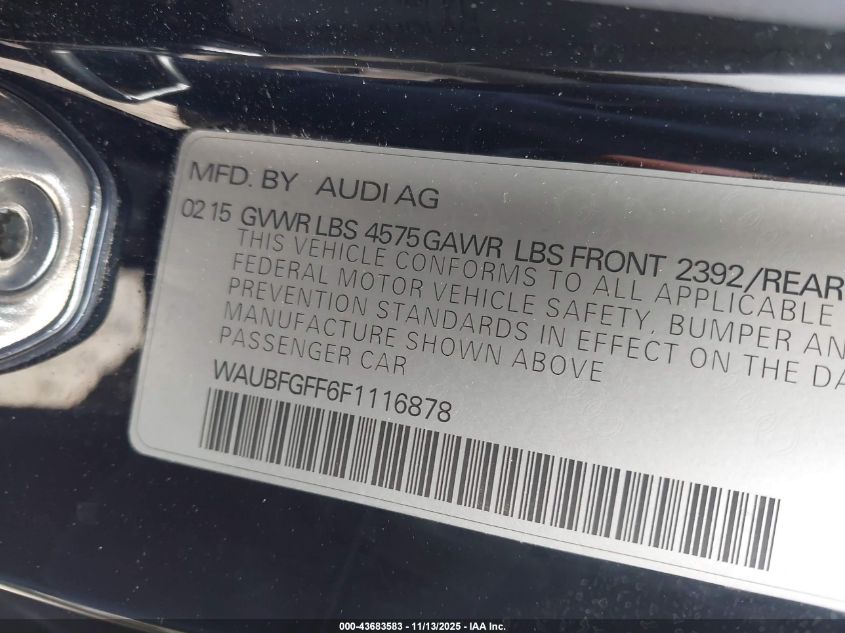 MFD. BY AUDI AG
02 15 GVWR LBS 4575 GAWR LBS FRONT 2392/REAR
THIS VEHICLE CONFORMS TO ALL APPLICABLE
FEDERAL MOTOR VEHICLE SAFETY, BUMPER AN
PREVENTION STANDARDS IN EFFECT ON THE DA
MANUFACTURE SHOWN ABOVE
PASSENGER CAR
WAUBFGFF6F1116878
000-43683583 - 11/13/2025 - IAA Inc.